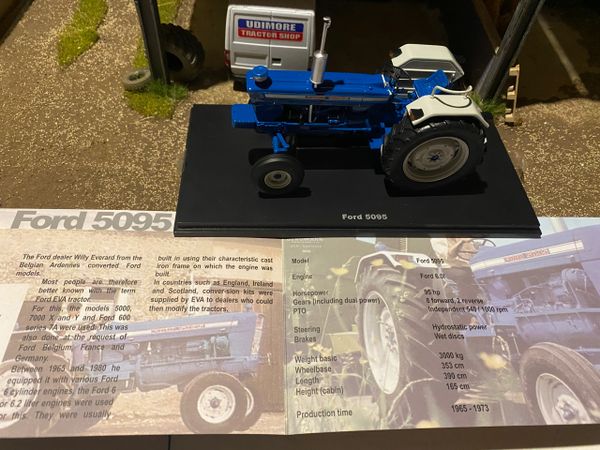 UDIMORE
TRACTOR SHOP
Ford 5095
Ford 5095
The Ford dealer Willy Everard from the
Belgian Ardennes converted Ford
models.
Most people are therefore
better known with the term
Ford EVA tractor.
For this, the models 5000,
7000 X and Y and Ford 600
series 7A were used. This was
also done at the request of
Ford Belgium, France and
Germany.
Between 1965 and 1980 he
equipped it with various Ford
6 cylinder engines, the Ford 6
or 6.2 liter engines were used
for this. They were usually
built in using their characteristic cast
iron frame on which the engine was
built.
In countries such as England, Ireland
and Scotland, conver-sion kits were
supplied by EVA to dealers who could
then modify the tractors.
Model Ford 5095
Engine Ford 6.0l
Horsepower 95 hp
Gears (including dual power) 8 forward, 2 reverse
PTO Independent 540 / 1000 rpm
Steering Hydrostatic power
Brakes Wet discs
Weight basic 3000 kg
Wheelbase 353 cm
Length 390 cm
Height (cabin) 165 cm
Production time 1965 - 1973